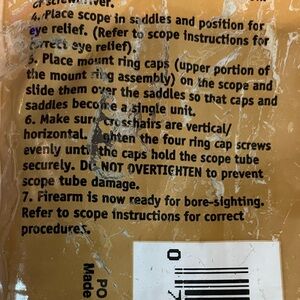 or screwdriver.
4. Place scope in saddles and position for
eye relief. (Refer to scope instructions for
correct eye relief).
5. Place mount ring caps (upper portion of
the mount ring assembly) on the scope and
slide them over the saddles so that caps and
saddles become a single unit.
6. Make sure crosshairs are vertical/
horizontal. Tighten the four ring cap screws
evenly until the caps hold the scope tube
securely. DO NOT OVERTIGHTEN to prevent
scope tube damage.
7. Firearm is now ready for bore-sighting.
Refer to scope instructions for correct
procedures.
PO
Made
0 7